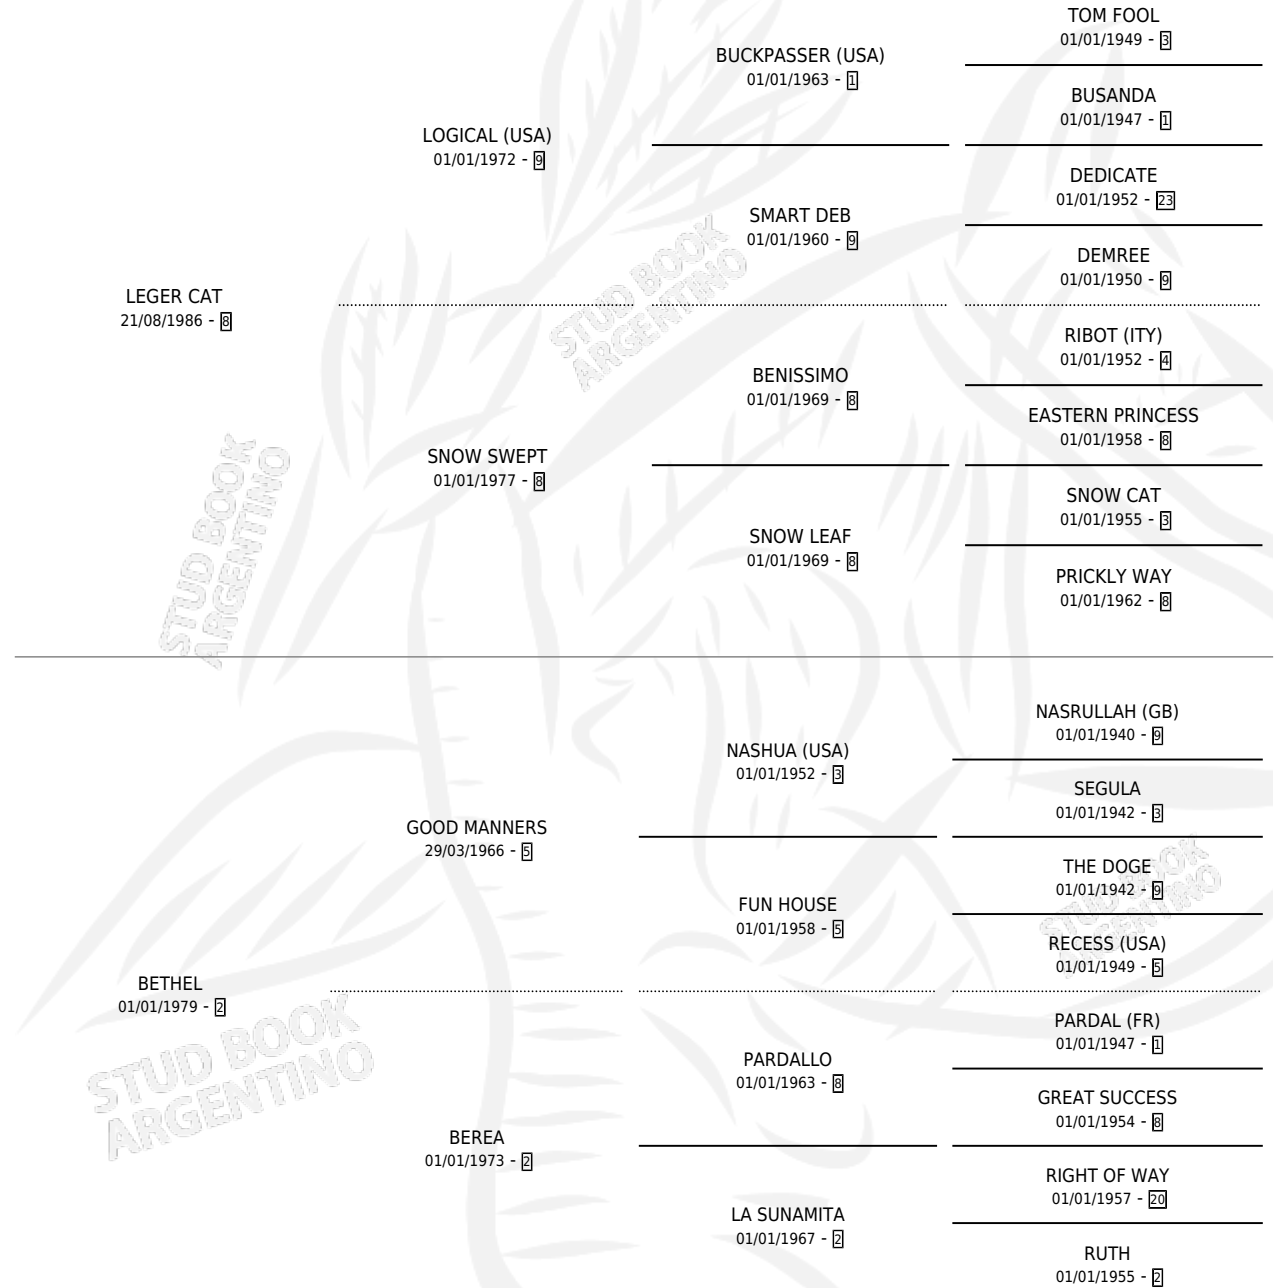 TOM FOOL
01/01/1949 - 3
BUCKPASSER (USA)
01/01/1963 - 1
BUSANDA
01/01/1947 - 1
LOGICAL (USA)
01/01/1972 - 9
DEDICATE
01/01/1952 - 23
SMART DEB
01/01/1960 - 9
DEMREE
01/01/1950 - 9
LEGER CAT
21/08/1986 - 8
STUD BOOK
ARGENTINO
RIBOT (ITY)
01/01/1952 - 4
BENISSIMO
01/01/1969 - 8
EASTERN PRINCESS
01/01/1958 - 8
SNOW SWEPT
01/01/1977 - 8
SNOW CAT
01/01/1955 - 3
SNOW LEAF
01/01/1969 - 8
PRICKLY WAY
01/01/1962 - 8
STUD BOOK
ARGENTINO
NASRULLAH (GB)
01/01/1940 - 9
NASHUA (USA)
01/01/1952 - 3
SEGULA
01/01/1942 - 3
GOOD MANNERS
29/03/1966 - 5
THE DOGE
01/01/1942 - 9
FUN HOUSE
01/01/1958 - 5
RECESS (USA)
01/01/1949 - 5
STUD BOOK
ARGENTINO
BETHEL
01/01/1979 - 2
PARDAL (FR)
01/01/1947 - 1
PARDALLO
01/01/1963 - 8
GREAT SUCCESS
01/01/1954 - 8
STUD BOOK
ARGENTINO
BEREA
01/01/1973 - 2
RIGHT OF WAY
01/01/1957 - 20
LA SUNAMITA
01/01/1967 - 2
RUTH
01/01/1955 - 2